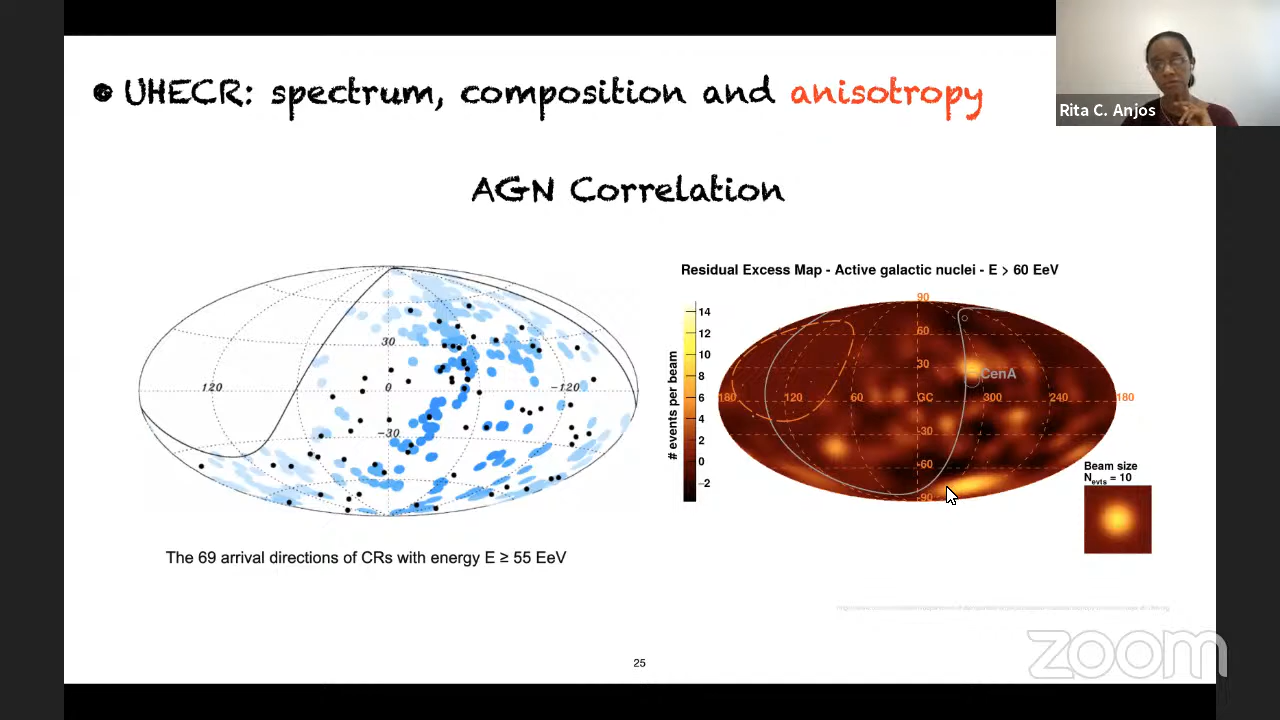 UHECR: spectrum, composition and anisotropy
Rita C. Anjos
AGN Correlation
30
120
0
-120
-30
The 69 arrival directions of CRs with energy E ≥ 55 EeV
Residual Excess Map - Active galactic nuclei - E > 60 EeV
# events per beam
14
12
10
8
6
4
2
0
-2
90
60
30
CenA
180
120
60
GC
300
240
180
-30
-60
-90
Beam size
Nevts = 10
25
zoom